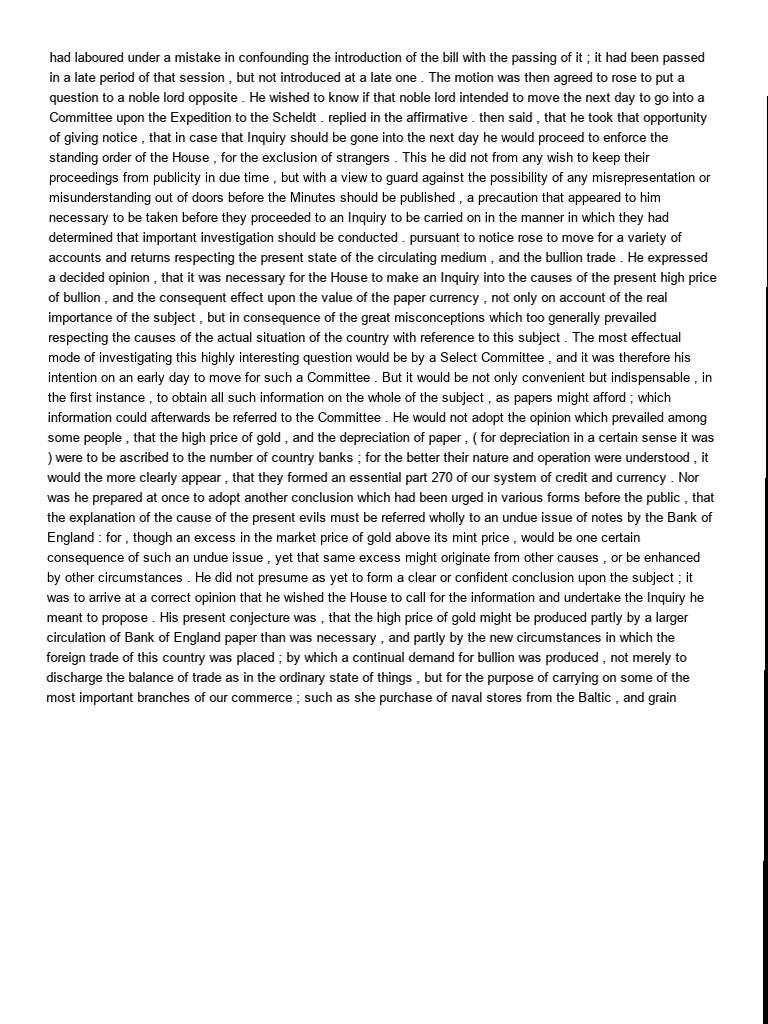 had laboured under a mistake in confounding the introduction of the bill with the passing of it ; it had been passed
in a late period of that session , but not introduced at a late one . The motion was then agreed to rose to put a
question to a noble lord opposite . He wished to know if that noble lord intended to move the next day to go into a
Committee upon the Expedition to the Scheldt . replied in the affirmative . then said , that he took that opportunity
of giving notice , that in case that Inquiry should be gone into the next day he would proceed to enforce the
standing order of the House , for the exclusion of strangers . This he did not from any wish to keep their
proceedings from publicity in due time , but with a view to guard against the possibility of any misrepresentation or
misunderstanding out of doors before the Minutes should be published , a precaution that appeared to him
necessary to be taken before they proceeded to an Inquiry to be carried on in the manner in which they had
determined that important investigation should be conducted . pursuant to notice rose to move for a variety of
accounts and returns respecting the present state of the circulating medium , and the bullion trade . He expressed
a decided opinion , that it was necessary for the House to make an Inquiry into the causes of the present high price
of bullion , and the consequent effect upon the value of the paper currency , not only on account of the real
importance of the subject , but in consequence of the great misconceptions which too generally prevailed
respecting the causes of the actual situation of the country with reference to this subject . The most effectual
mode of investigating this highly interesting question would be by a Select Committee , and it was therefore his
intention on an early day to move for such a Committee . But it would be not only convenient but indispensable , in
the first instance , to obtain all such information on the whole of the subject , as papers might afford ; which
information could afterwards be referred to the Committee . He would not adopt the opinion which prevailed among
some people , that the high price of gold , and the depreciation of paper , ( for depreciation in a certain sense it was
) were to be ascribed to the number of country banks ; for the better their nature and operation were understood , it
would the more clearly appear , that they formed an essential part 270 of our system of credit and currency . Nor
was he prepared at once to adopt another conclusion which had been urged in various forms before the public , that
the explanation of the cause of the present evils must be referred wholly to an undue issue of notes by the Bank of
England : for , though an excess in the market price of gold above its mint price , would be one certain
consequence of such an undue issue , yet that same excess might originate from other causes , or be enhanced
by other circumstances . He did not presume as yet to form a clear or confident conclusion upon the subject ; it
was to arrive at a correct opinion that he wished the House to call for the information and undertake the Inquiry he
meant to propose . His present conjecture was , that the high price of gold might be produced partly by a larger
circulation of Bank of England paper than was necessary , and partly by the new circumstances in which the
foreign trade of this country was placed ; by which a continual demand for bullion was produced , not merely to
discharge the balance of trade as in the ordinary state of things , but for the purpose of carrying on some of the
most important branches of our commerce ; such as she purchase of naval stores from the Baltic , and grain